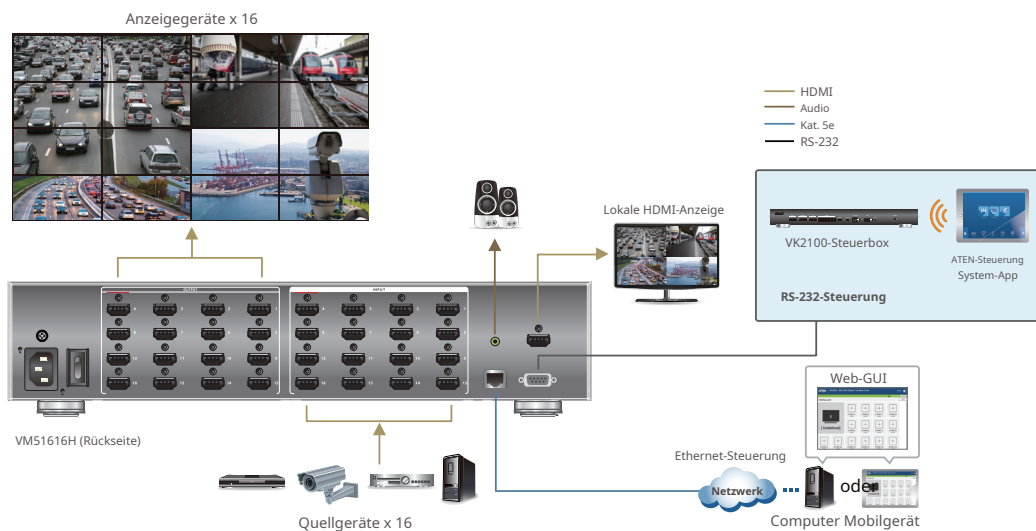 Anzeigegeräte x 16
HDMI
Audio
Kat. 5e
RS-232
Lokale HDMI-Anzeige
VK2100-Steuerbox
ATEN-Steuerung
System-App
RS-232-Steuerung
OUTPUT
INPUT
VM51616H (Rückseite)
Quellgeräte x 16
Ethernet-Steuerung
Netzwerk
Web-GUI
oder
Computer Mobilgerät